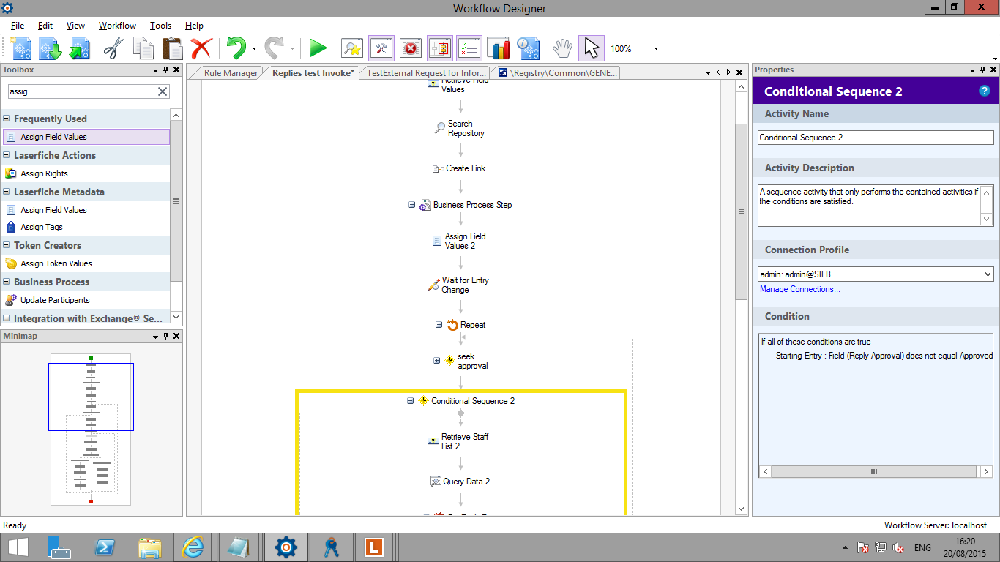 Workflow Designer
File Edit View Workflow Tools Help
100%
Toolbox
assig
Frequently Used
Assign Field Values
Laserfiche Actions
Assign Rights
Laserfiche Metadata
Assign Field Values
Assign Tags
Token Creators
Assign Token Values
Business Process
Update Participants
Integration with Exchange® Se...
Minimap
Rule Manager
Replies test Invoke*
TestExternal Request for Infor...
\Registry\Common\GENE...
Retrieve Field
Values
Search
Repository
Create Link
Business Process Step
Assign Field
Values 2
Wait for Entry
Change
Repeat
seek
approval
Conditional Sequence 2
Retrieve Staff
List 2
Query Data 2
Properties
Conditional Sequence 2
?
Activity Name
Conditional Sequence 2
Activity Description
A sequence activity that only performs the contained activities if
the conditions are satisfied.
Connection Profile
admin: admin@SIFB
Manage Connections...
Condition
If all of these conditions are true
Starting Entry : Field (Reply Approval) does not equal Approved
Ready
Workflow Server: localhost
ENG
16:20
20/08/2015